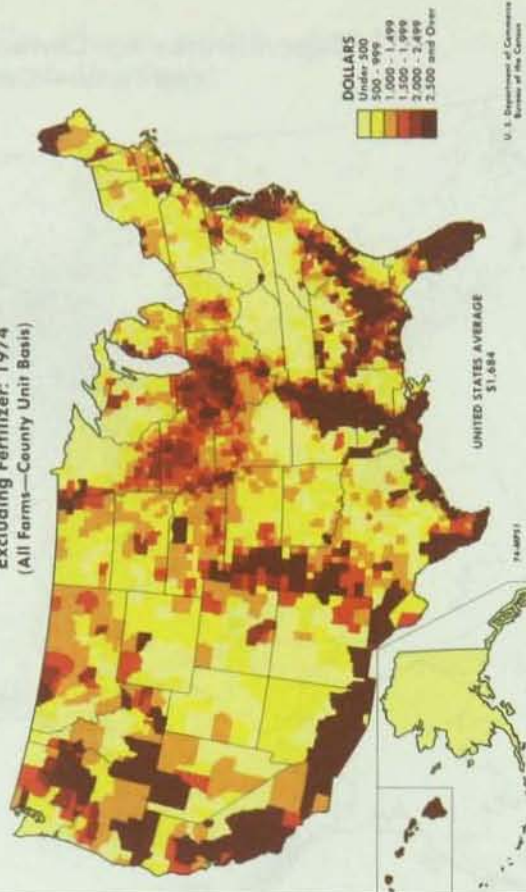 Excluding Fertilizer: 1974
(All Farms—County Unit Basis)
DOLLARS
Under 500
500 - 999
1,000 - 1,499
1,500 - 1,999
2,000 - 2,499
2,500 and Over
UNITED STATES AVERAGE
$1,684
74-MP51
U. S. Department of Commerce
Bureau of the Census